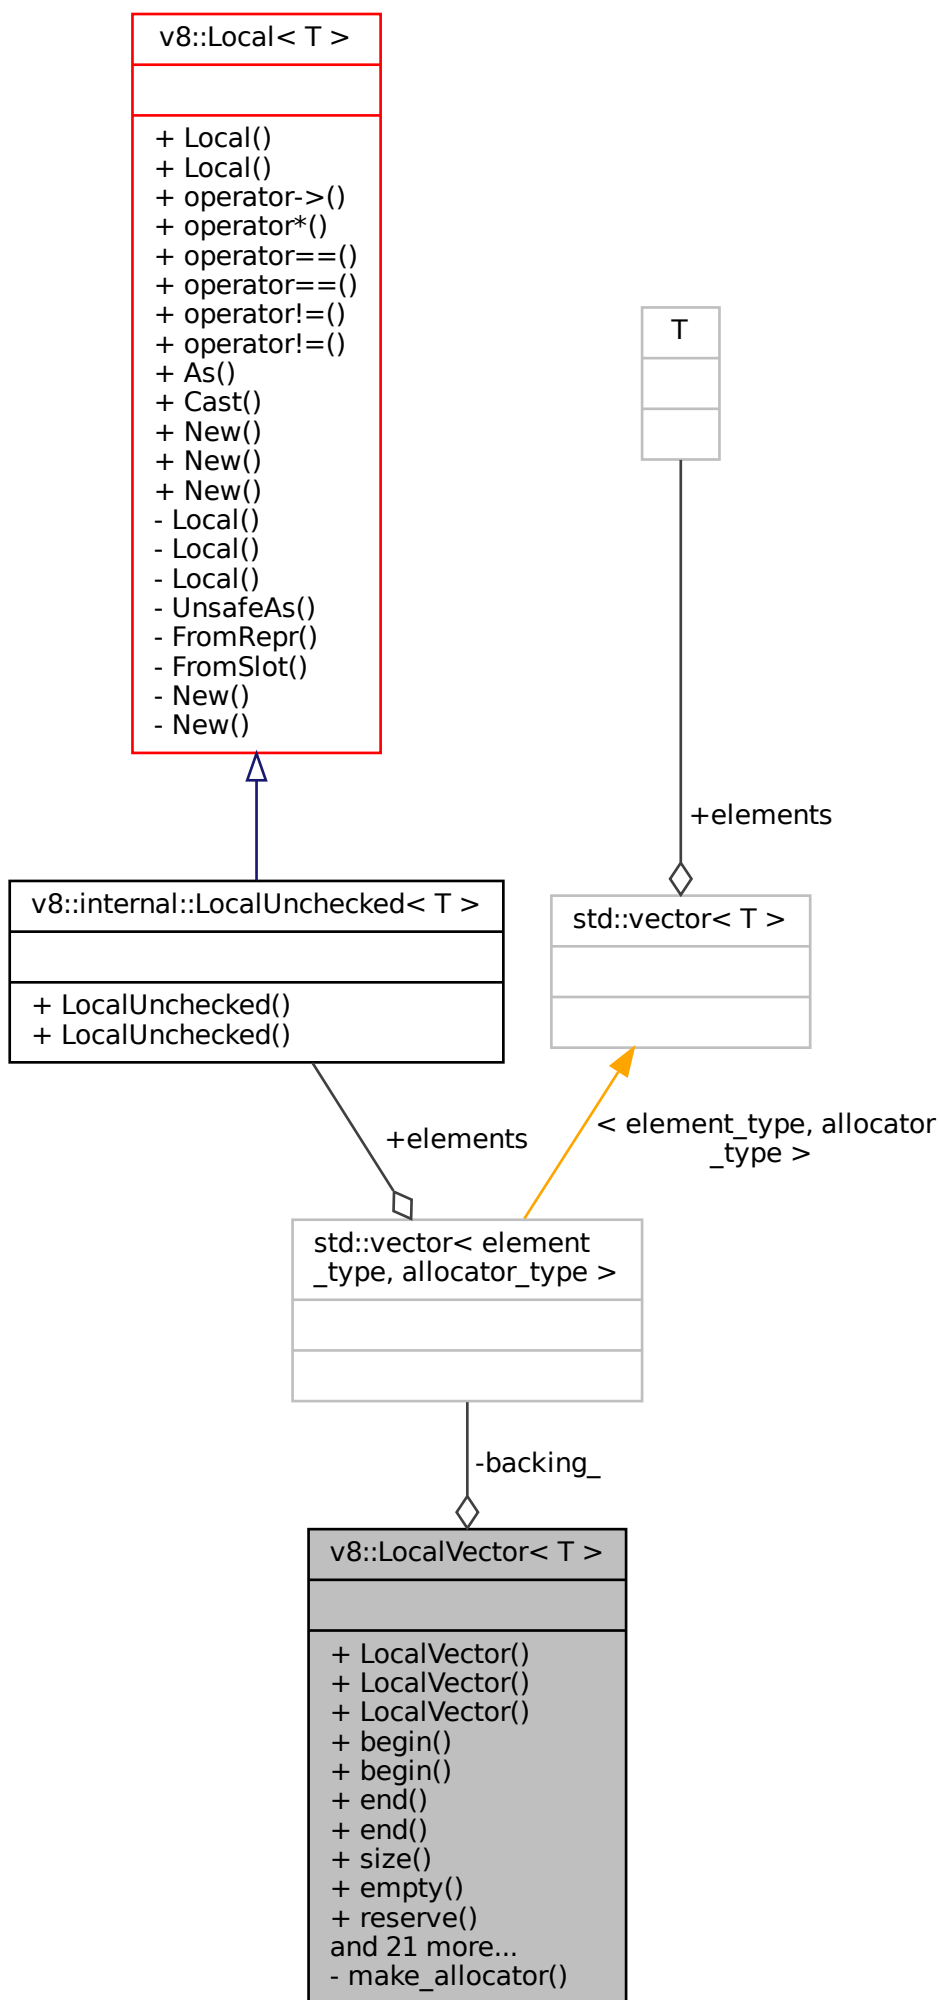 v8::Local< T >
+ Local()
+ Local()
+ operator->()
+ operator*()
+ operator==()
+ operator==()
+ operator!=()
+ operator!=()
+ As()
+ Cast()
+ New()
+ New()
+ New()
- Local()
- Local()
- Local()
- UnsafeAs()
- FromRepr()
- FromSlot()
- New()
- New()
T
+elements
v8::internal::LocalUnchecked< T >
+ LocalUnchecked()
+ LocalUnchecked()
std::vector< T >
+elements
< element_type, allocator
_type >
std::vector< element
_type, allocator_type >
-backing_
v8::LocalVector< T >
+ LocalVector()
+ LocalVector()
+ LocalVector()
+ begin()
+ begin()
+ end()
+ end()
+ size()
+ empty()
+ reserve()
and 21 more...
- make_allocator()